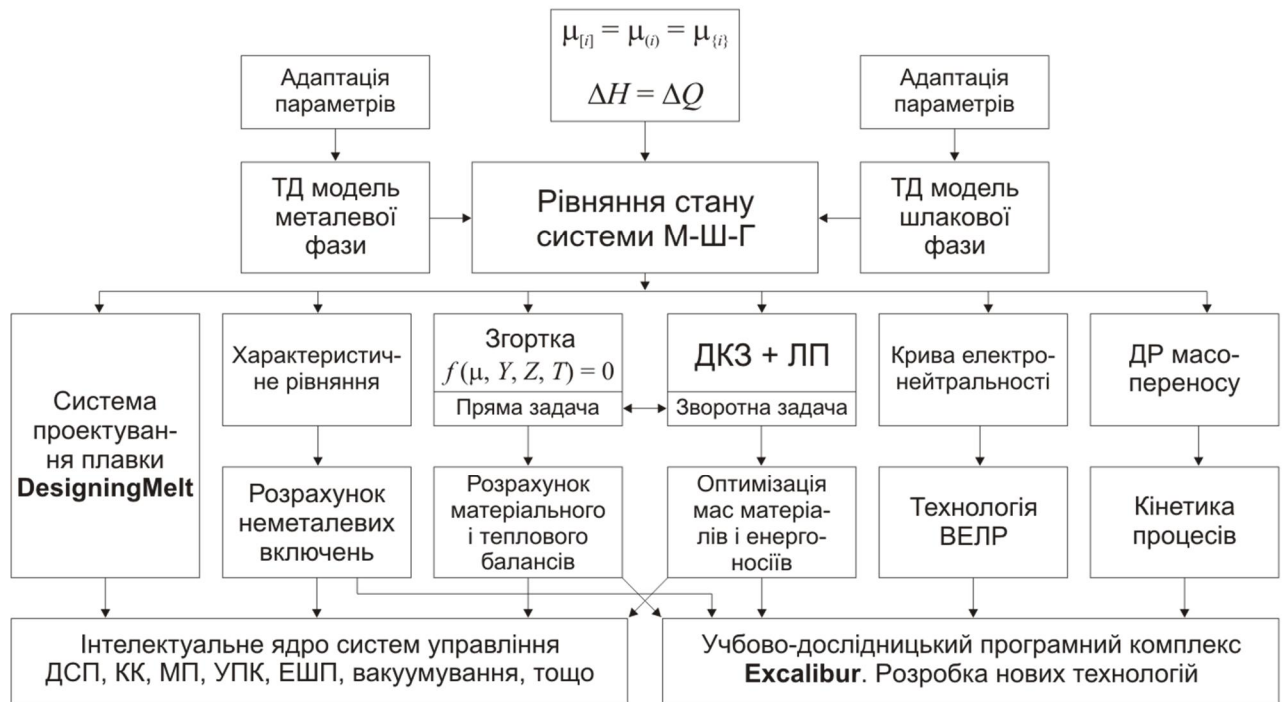 μ[i] = μ(i) = μ{i}
ΔH = ΔQ
Адаптація
параметрів
Адаптація
параметрів
ТД модель
металевої
фази
Рівняння стану
системи М-Ш-Г
ТД модель
шлакової
фази
Система
проектуван-
ня плавки
DesigningMelt
Характеристич-
не рівняння
Згортка
f (μ, Y, Z, T) = 0
Пряма задача
ДКЗ + ЛП
Зворотна задача
Крива електро-
нейтральності
ДР масо-
переносу
Розрахунок
неметалевих
включень
Розрахунок
матеріального
і теплового
балансів
Оптимізація
мас матеріа-
лів і енерго-
носіїв
Технологія
ВЕЛР
Кінетика
процесів
Інтелектуальне ядро систем управління
ДСП, КК, МП, УПК, ЕШП, вакуумування, тощо
Учбово-дослідницький програмний комплекс
Excalibur. Розробка нових технологій